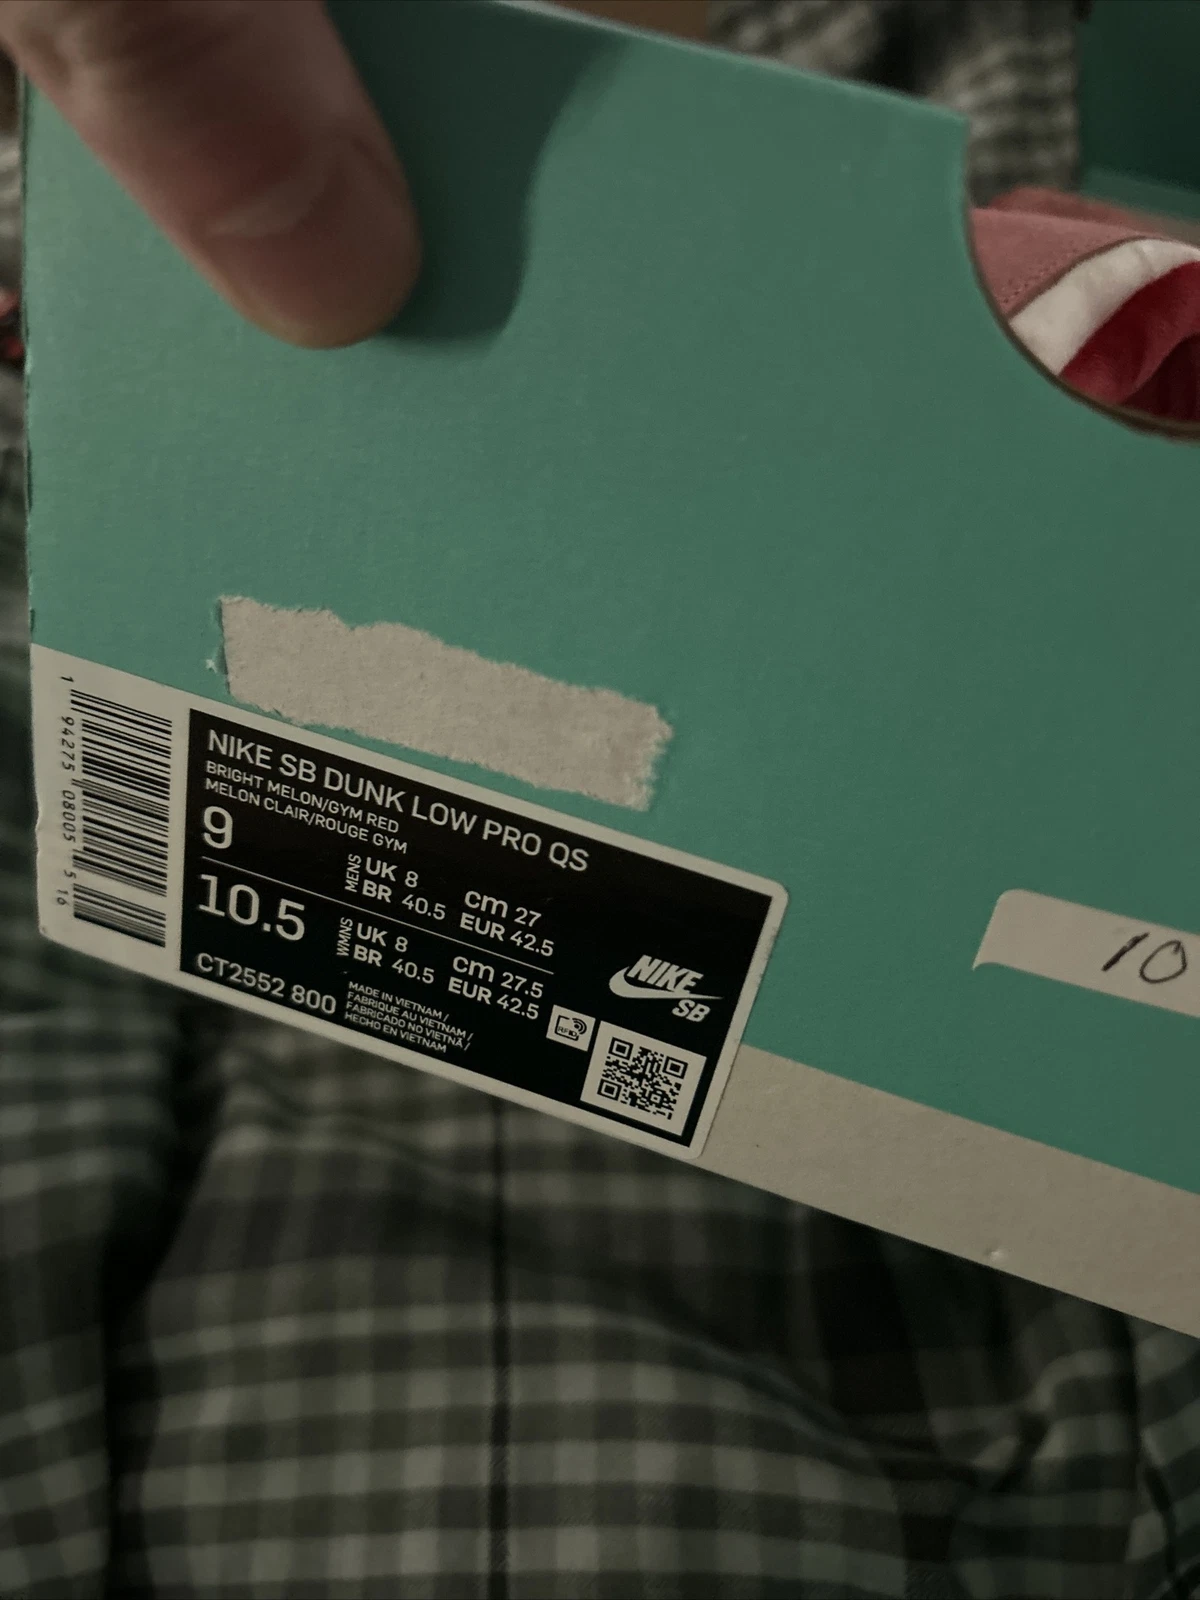 NIKE SB DUNK LOW PRO QS
BRIGHT MELON/GYM RED
MELON CLAIR/ROUGE GYM
9
MENS
UK 8
BR 40.5
cm 27
EUR 42.5
10.5
WMNS
UK 8
BR 40.5
cm 27.5
EUR 42.5
CT2552 800
MADE IN VIETNAM /
FABRIQUE AU VIETNAM /
FABRICADO NO VIETNÃ /
HECHO EN VIETNAM
RFID
NIKE
SB
1 94275 08005 5 16
10